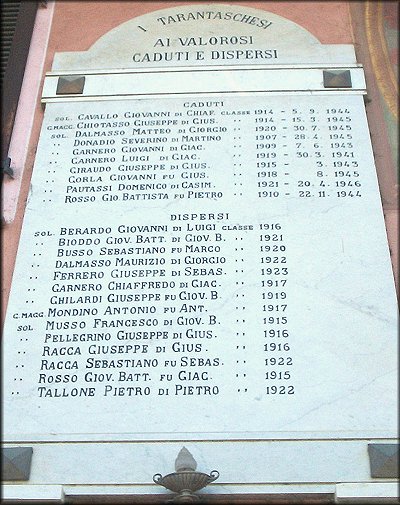 I TARANTASCHESI
AI VALOROSI
CADUTI E DISPERSI
CADUTI
SOL. CAVALLO GIOVANNI DI CHIAF. CLASSE 1914 - 5. 9. 1944
C.MAGG. CHIOTASSO GIUSEPPE DI GIUS. " 1914 - 15. 3. 1945
SOL. DALMASSO MATTEO DI GIORGIO " 1920 - 30. 7. 1945
" DONADIO SEVERINO DI MARTINO " 1907 - 28. 4. 1945
" GARNERO GIOVANNI DI GIAC. " 1909 - 7. 6. 1943
" GARNERO LUIGI DI GIAC. " 1919 - 30. 3. 1941
" GIRAUDO GIUSEPPE DI GIUS. " 1915 - 3. 1943
" GORLA GIOVANNI FU GIUS. " 1918 - 8. 1945
" PAUTASSI DOMENICO DI CASIM. " 1921 - 20. 4. 1946
" ROSSO GIO BATTISTA FU PIETRO " 1910 - 22. 11. 1944
DISPERSI
SOL. BERARDO GIOVANNI DI LUIGI CLASSE 1916
" BIODDO GIOV. BATT. DI GIOV. B. " 1921
" BUSSO SEBASTIANO FU MARCO " 1920
" DALMASSO MAURIZIO DI GIORGIO " 1922
" FERRERO GIUSEPPE DI SEBAS. " 1923
" GARNERO CHIAFFREDO DI GIAC. " 1917
" GHILARDI GIUSEPPE FU GIOV. B " 1919
C. MAGG. MONDINO ANTONIO FU ANT. " 1917
SOL MUSSO FRANCESCO DI GIOV. B. " 1915
" PELLEGRINO GIUSEPPE DI GIUS. " 1916
" RACCA GIUSEPPE DI GIUS. " 1916
" RACCA SEBASTIANO FU SEBAS. " 1922
" ROSSO GIOV. BATT. FU GIAC. " 1915
" TALLONE PIETRO DI PIETRO " 1922